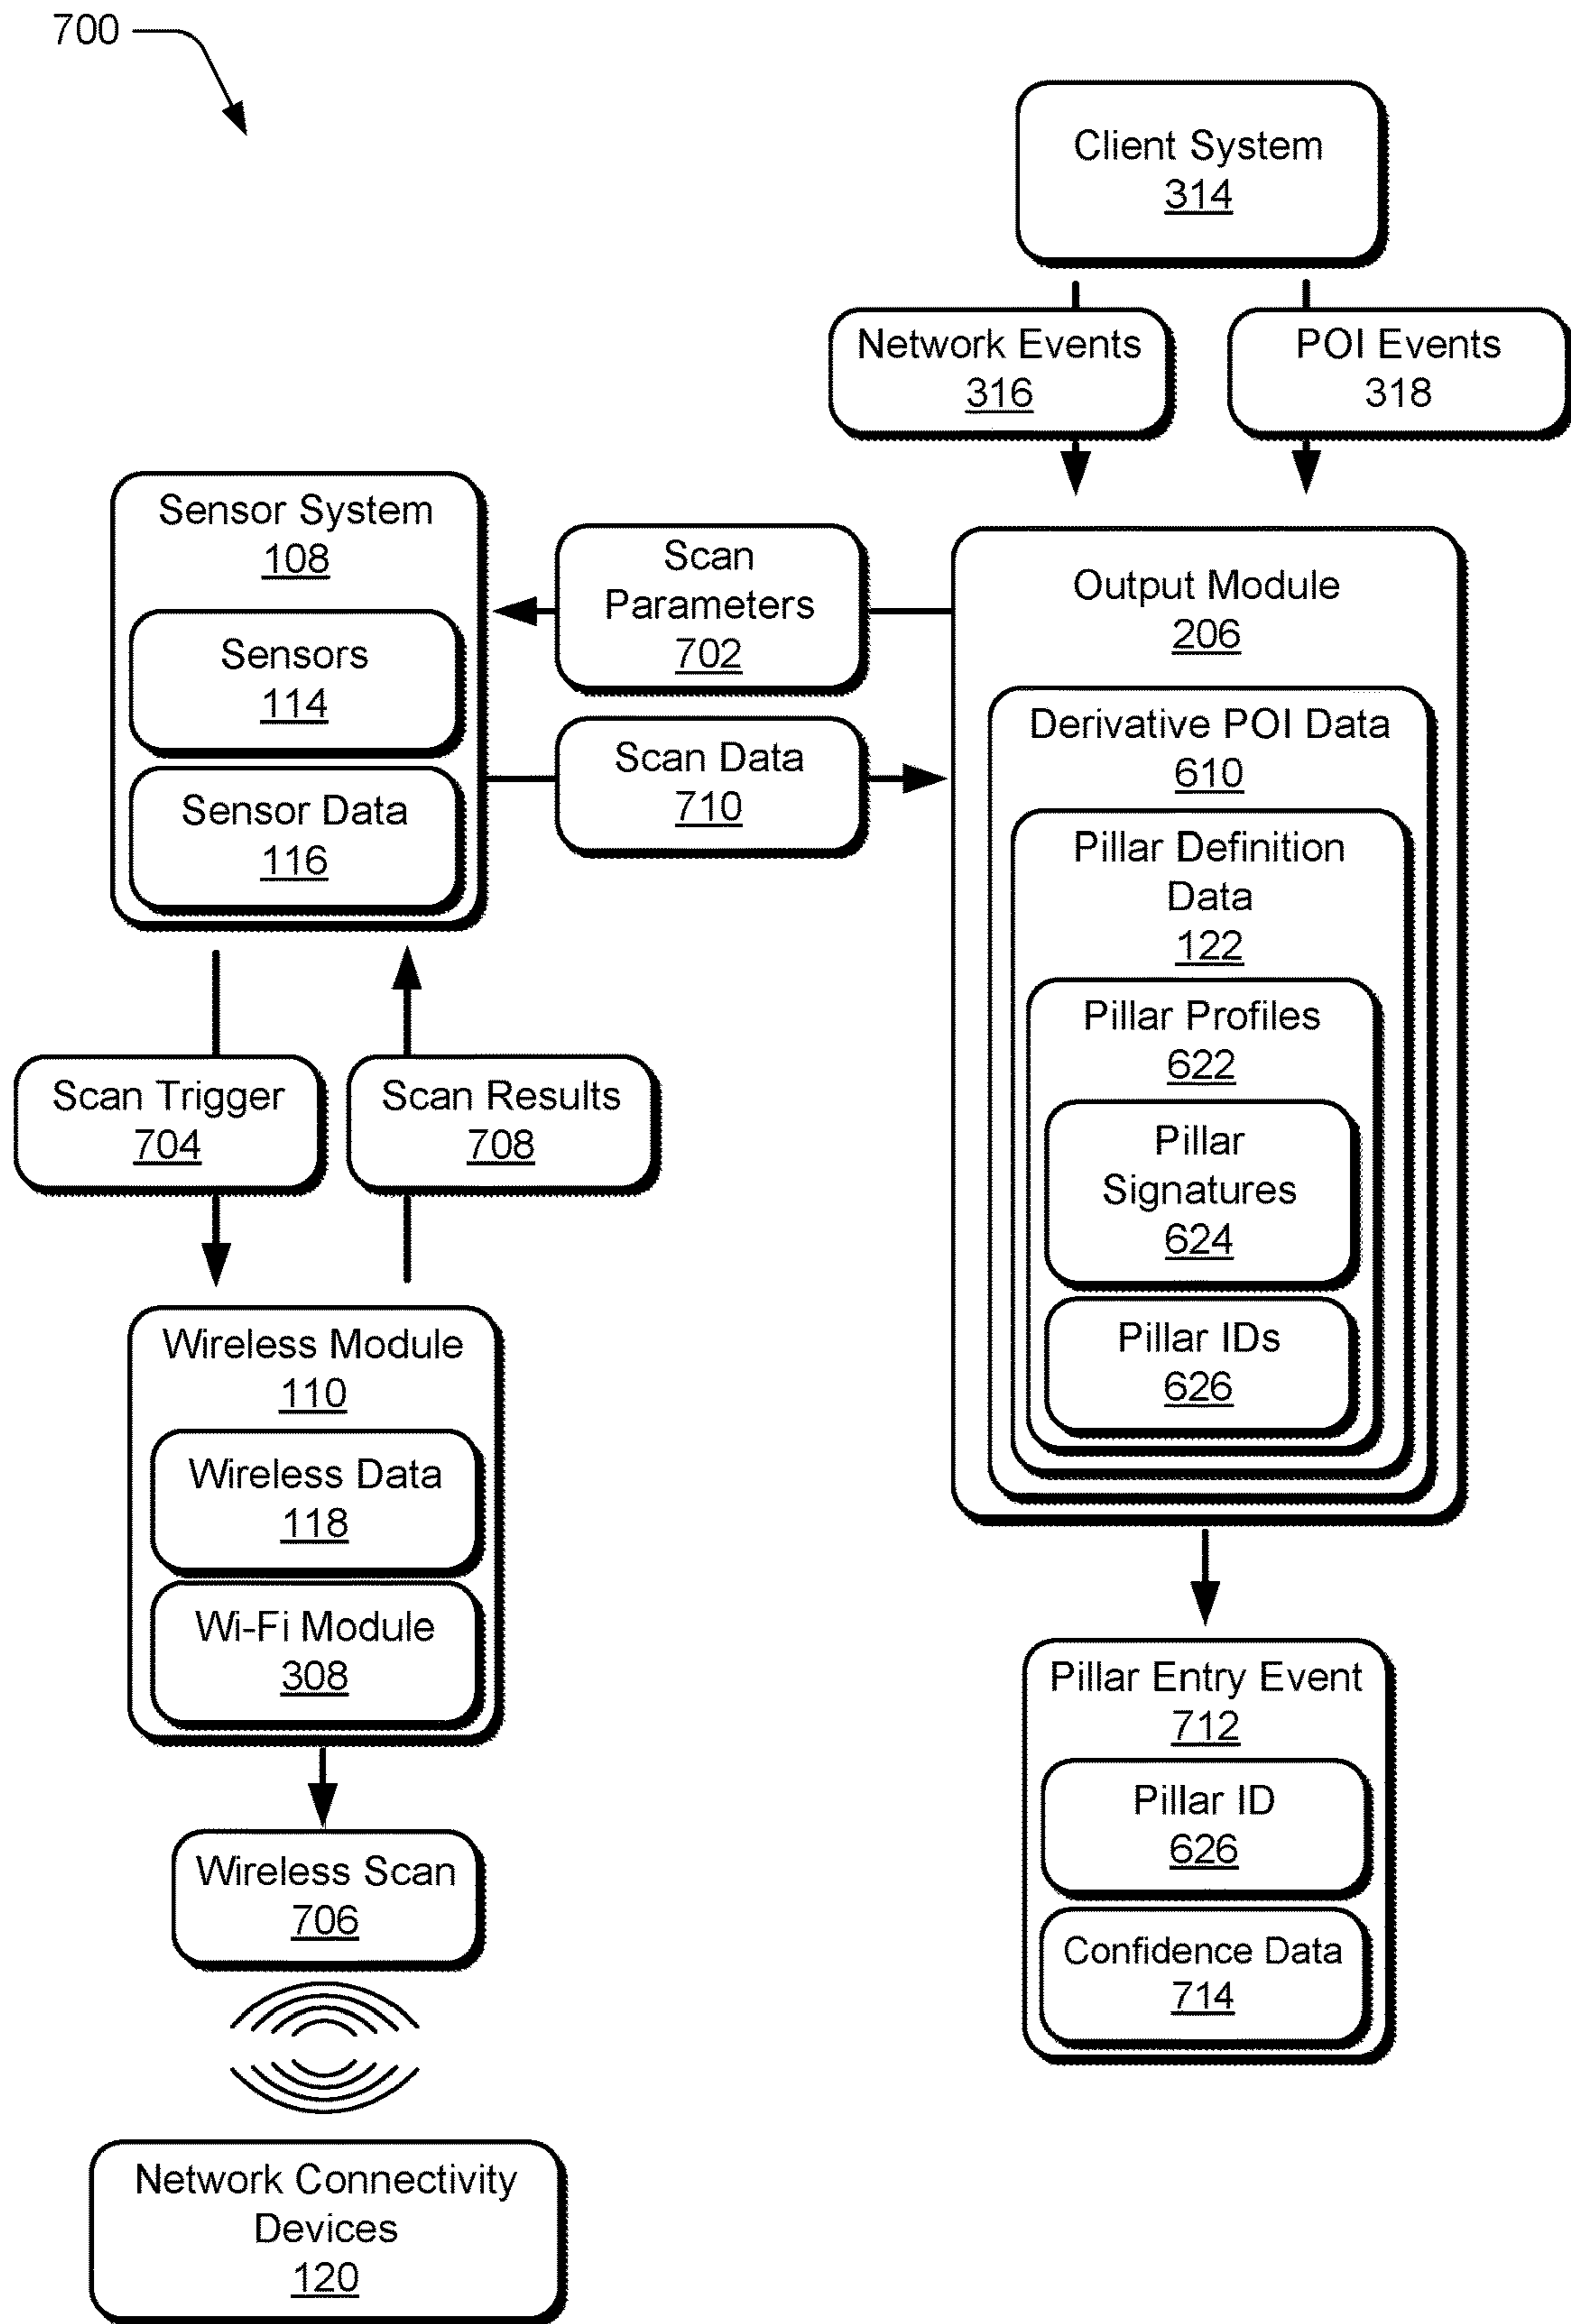 700
Client System
314
Network Events
316
POI Events
318
Sensor System
108
Sensors
114
Sensor Data
116
Scan
Parameters
702
Scan Data
710
Output Module
206
Derivative POI Data
610
Pillar Definition
Data
122
Pillar Profiles
622
Pillar
Signatures
624
Pillar IDs
626
Scan Trigger
704
Scan Results
708
Wireless Module
110
Wireless Data
118
Wi-Fi Module
308
Pillar Entry Event
712
Pillar ID
626
Confidence Data
714
Wireless Scan
706
Network Connectivity
Devices
120